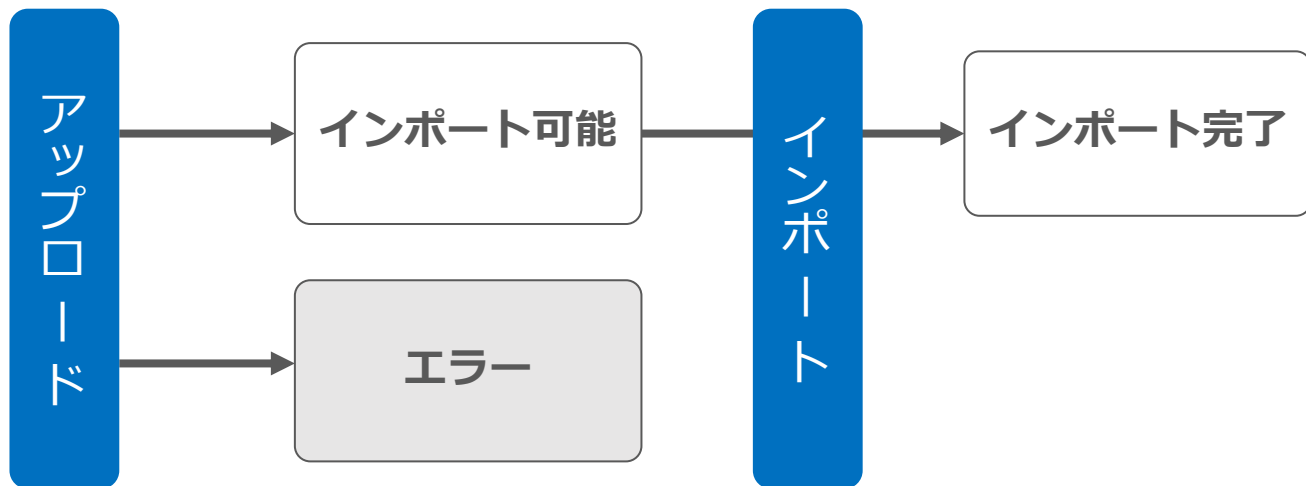 アップロード
インポート可能
エラー
インポート
インポート完了